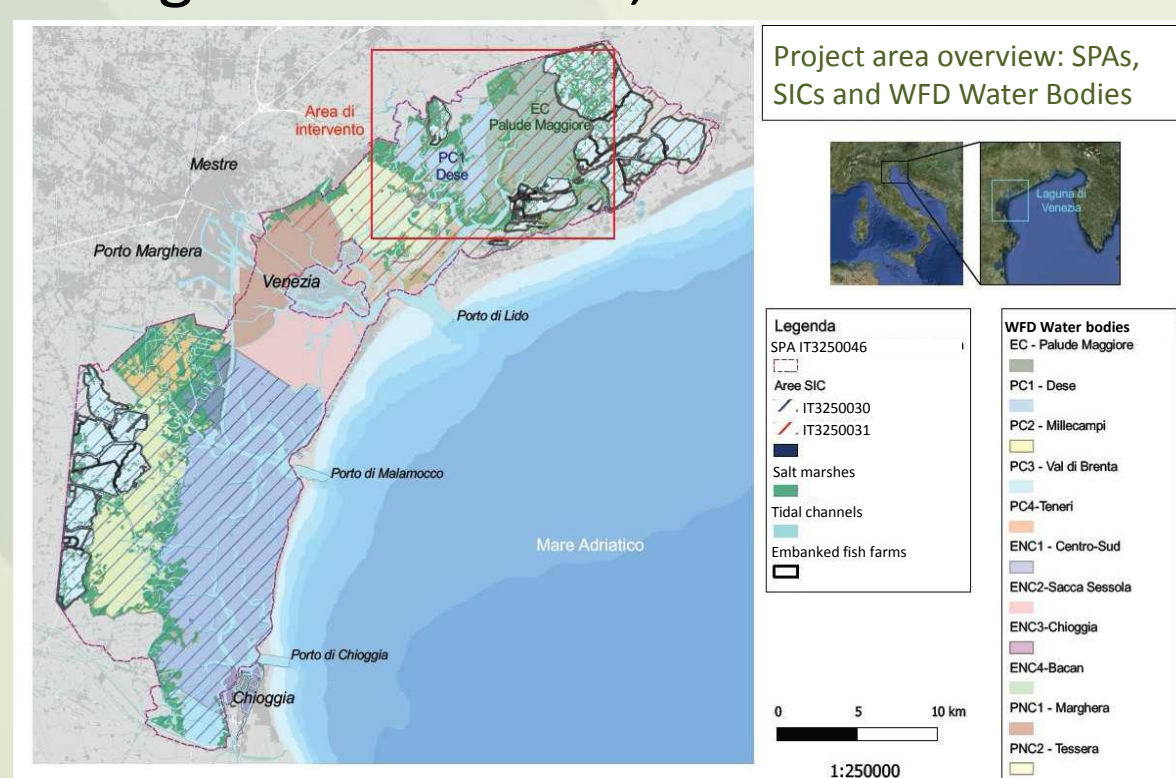 Project area overview: SPAs,
SICs and WFD Water Bodies
Area di
intervento
EC
Palude Maggiore
PC1
Dese
Mestre
Porto Marghera
Venezia
Porto di Lido
Porto di Malamocco
Mare Adriatico
Porto di Chioggia
Chioggia
Laguna di
Venezia
Legenda
SPA IT3250046
Aree SIC
IT3250030
IT3250031
Salt marshes
Tidal channels
Embanked fish farms
WFD Water bodies
EC - Palude Maggiore
PC1 - Dese
PC2 - Millecampi
PC3 - Val di Brenta
PC4-Teneri
ENC1 - Centro-Sud
ENC2-Sacca Sessola
ENC3-Chioggia
ENC4-Bacan
PNC1 - Marghera
PNC2 - Tessera
0 5 10 km
1:250000